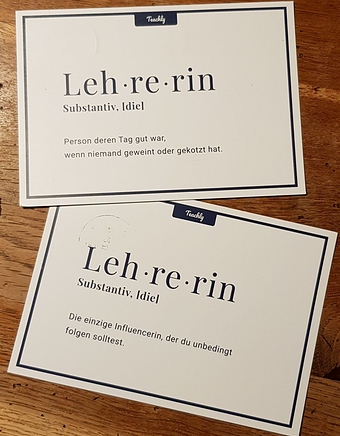 Teachly
Leh·re·rin
Substantiv, [die]
Person deren Tag gut war,
wenn niemand geweint oder gekotzt hat.
Teachly
Leh·re·rin
Substantiv, [die]
Die einzige Influencerin, der du unbedingt
folgen solltest.